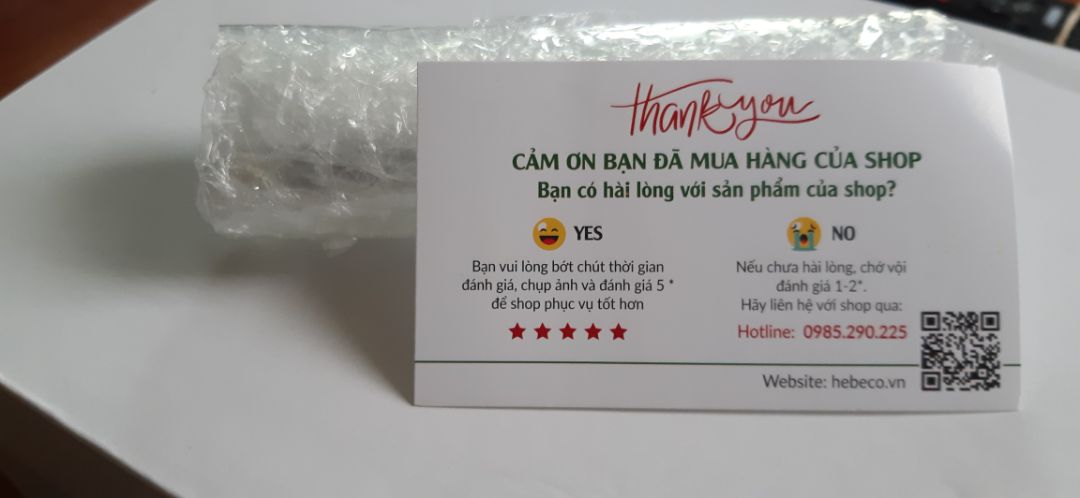 thank you
CẢM ƠN BẠN ĐÃ MUA HÀNG CỦA SHOP
Bạn có hài lòng với sản phẩm của shop?
YES
Bạn vui lòng bớt chút thời gian
đánh giá, chụp ảnh và đánh giá 5 *
để shop phục vụ tốt hơn
NO
Nếu chưa hài lòng, chớ vội
đánh giá 1-2*.
Hãy liên hệ với shop qua:
Hotline: 0985.290.225
Website: hebeco.vn